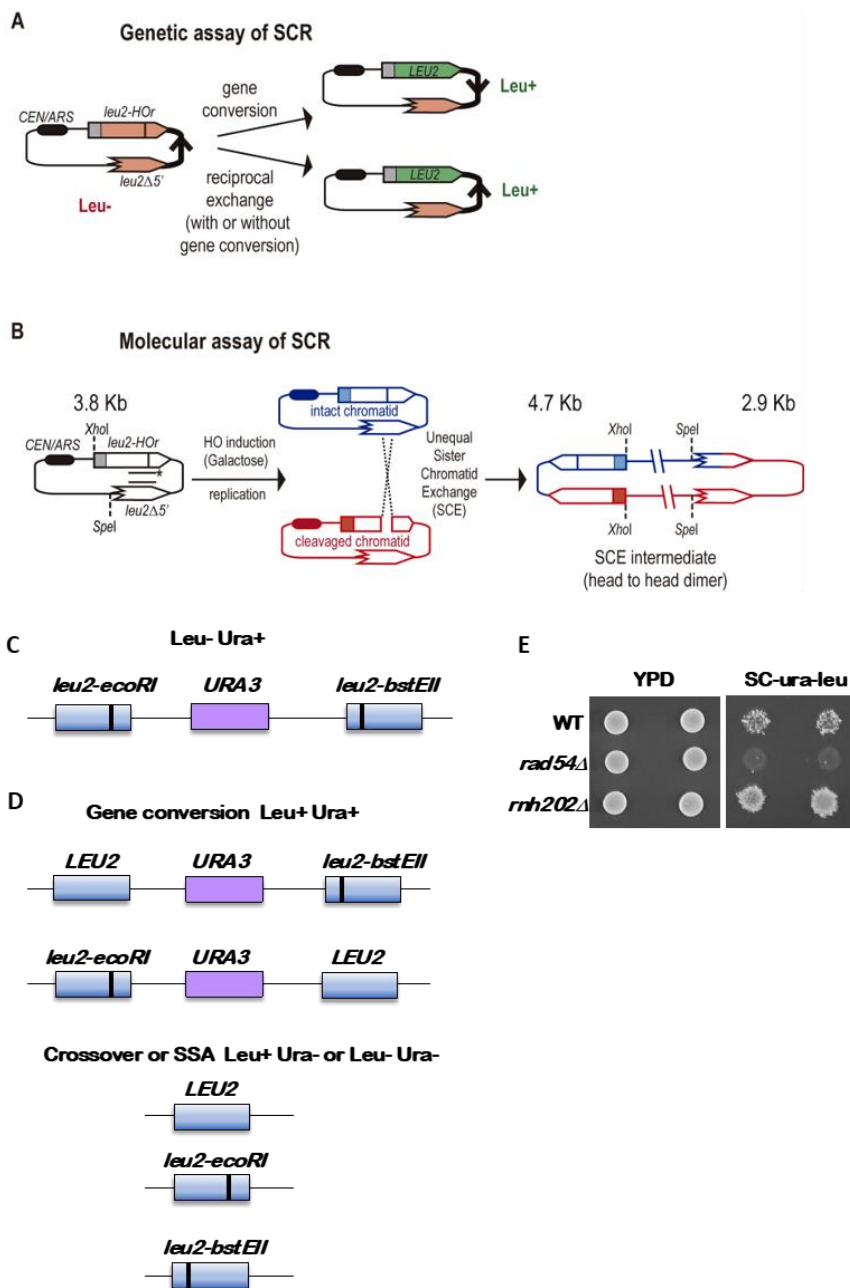 A
Genetic assay of SCR
CEN/ARS
leu2-HOr
leu2Δ5'
Leu-
gene
conversion
reciprocal
exchange
(with or without
gene conversion)
LEU2
Leu+
LEU2
Leu+
B
Molecular assay of SCR
3.8 Kb
XhoI
CEN/ARS
leu2-HOr
*
leu2Δ5'
SpeI
HO induction
(Galactose)
replication
intact chromatid
cleavaged chromatid
Unequal
Sister
Chromatid
Exchange
(SCE)
4.7 Kb
2.9 Kb
XhoI
SpeI
XhoI
SpeI
SCE intermediate
(head to head dimer)
C
Leu- Ura+
leu2-ecoRI
URA3
leu2-bstEII
D
Gene conversion Leu+ Ura+
LEU2
URA3
leu2-bstEII
leu2-ecoRI
URA3
LEU2
Crossover or SSA Leu+ Ura- or Leu- Ura-
LEU2
leu2-ecoRI
leu2-bstEII
E
YPD
SC-ura-leu
WT
rad54Δ
rnh202Δ